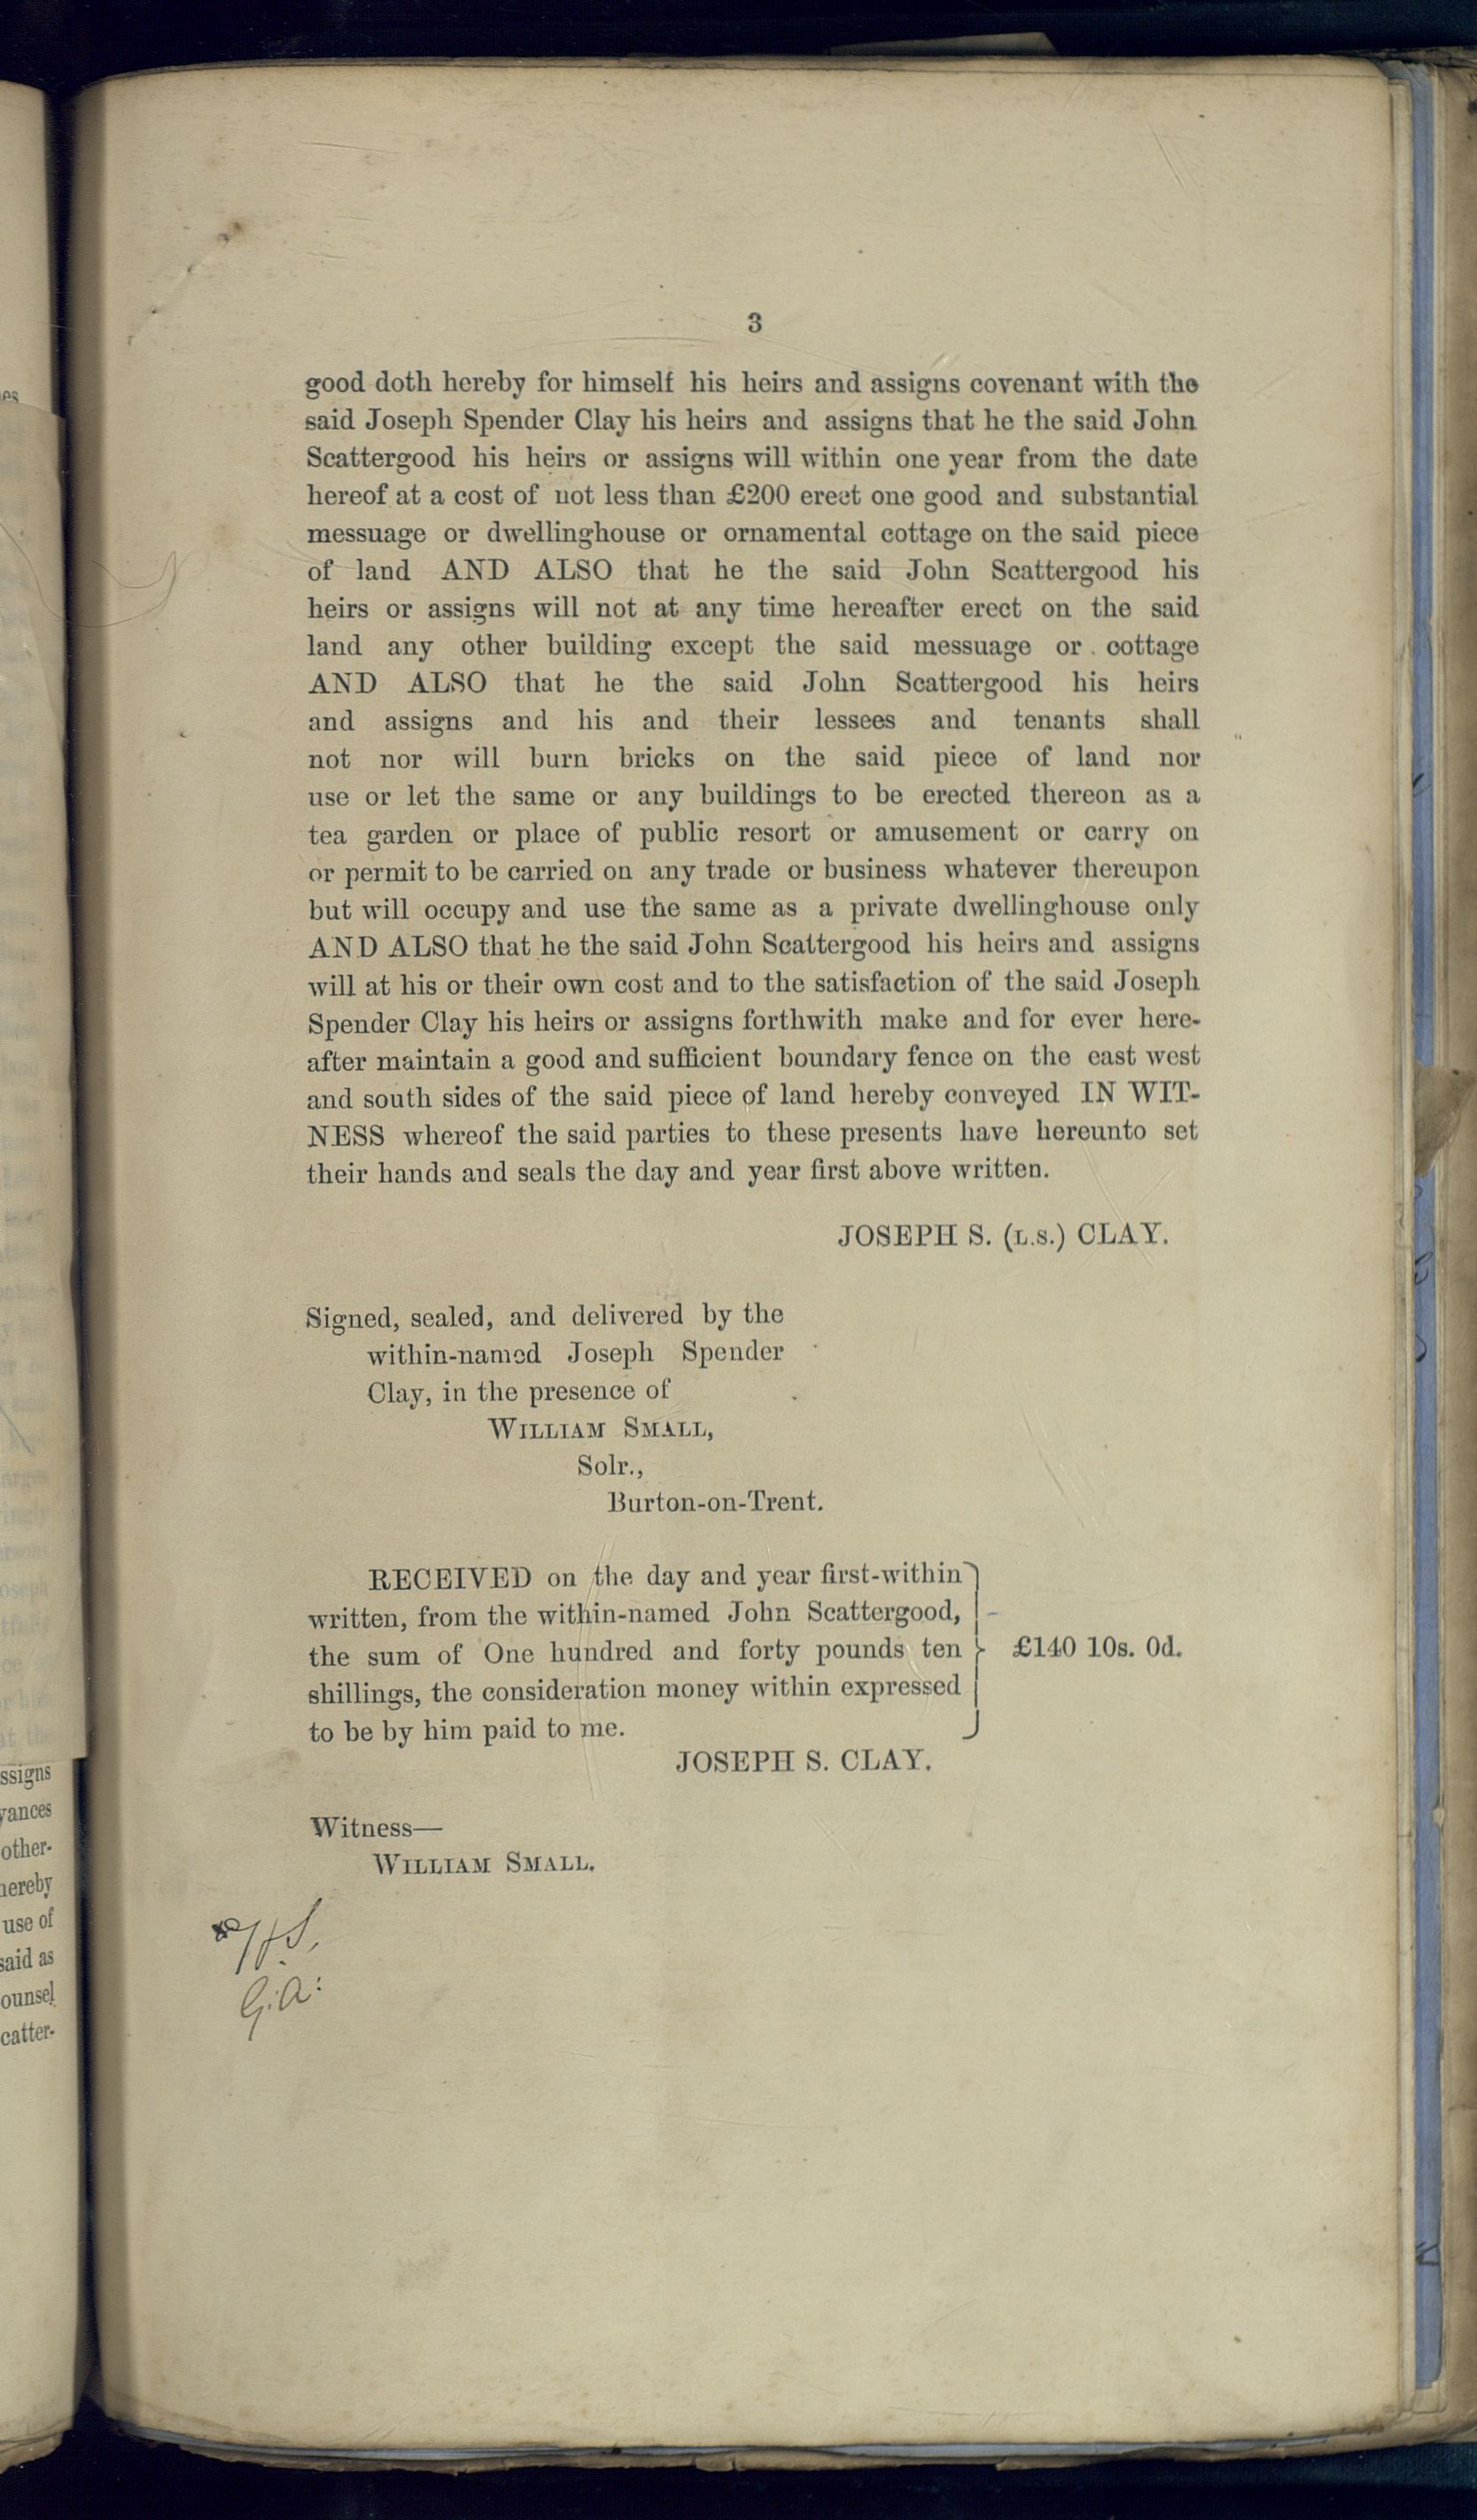 3
good doth hereby for himself his heirs and assigns covenant with the
said Joseph Spender Clay his heirs and assigns that he the said John
Scattergood his heirs or assigns will within one year from the date
hereof at a cost of not less than £200 erect one good and substantial
messuage or dwellinghouse or ornamental cottage on the said piece
of land AND ALSO that he the said John Scattergood his
heirs or assigns will not at any time hereafter erect on the said
land any other building except the said messuage or cottage
AND ALSO that he the said John Scattergood his heirs
and assigns and his and their lessees and tenants shall
not nor will burn bricks on the said piece of land nor
use or let the same or any buildings to be erected thereon as a
tea garden or place of public resort or amusement or carry on
or permit to be carried on any trade or business whatever thereupon
but will occupy and use the same as a private dwellinghouse only
AND ALSO that he the said John Scattergood his heirs and assigns
will at his or their own cost and to the satisfaction of the said Joseph
Spender Clay his heirs or assigns forthwith make and for ever here-
after maintain a good and sufficient boundary fence on the east west
and south sides of the said piece of land hereby conveyed IN WIT-
NESS whereof the said parties to these presents have hereunto set
their hands and seals the day and year first above written.
JOSEPH S. (L.S.) CLAY.
Signed, sealed, and delivered by the
within-named Joseph Spender
Clay, in the presence of
WILLIAM SMALL,
Solr.,
Burton-on-Trent.
RECEIVED on the day and year first-within
written, from the within-named John Scattergood,
the sum of One hundred and forty pounds ten
shillings, the consideration money within expressed
to be by him paid to me.
£140 10s. 0d.
JOSEPH S. CLAY.
Witness—
WILLIAM SMALL.
G.A:
ssigns
yances
other-
hereby
use of
said as
ounsel
catter-